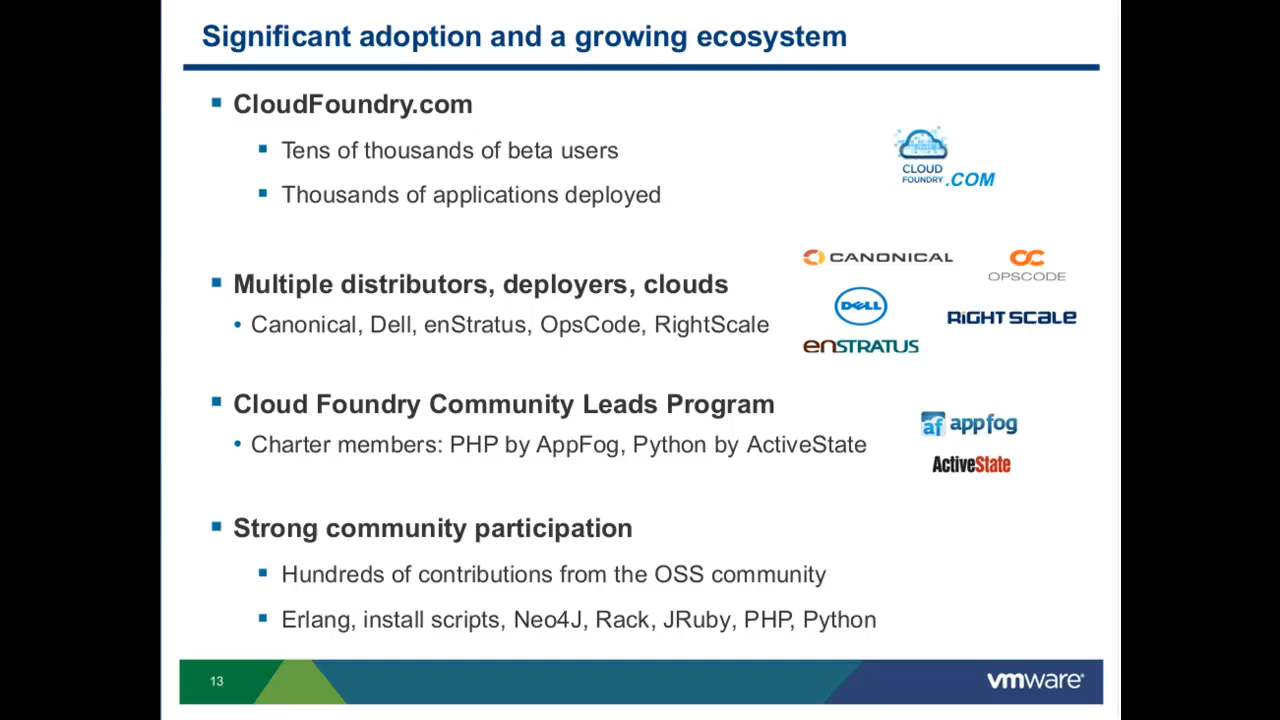 Significant adoption and a growing ecosystem
CloudFoundry.com
Tens of thousands of beta users
Thousands of applications deployed
CLOUD
FOUNDRY .COM
Multiple distributors, deployers, clouds
Canonical, Dell, enStratus, OpsCode, RightScale
CANONICAL
OPSCODE
DELL
RIGHTSCALE
ENSTRATUS
Cloud Foundry Community Leads Program
Charter members: PHP by AppFog, Python by ActiveState
af appfog
ActiveState
Strong community participation
Hundreds of contributions from the OSS community
Erlang, install scripts, Neo4J, Rack, JRuby, PHP, Python
13
vmware®